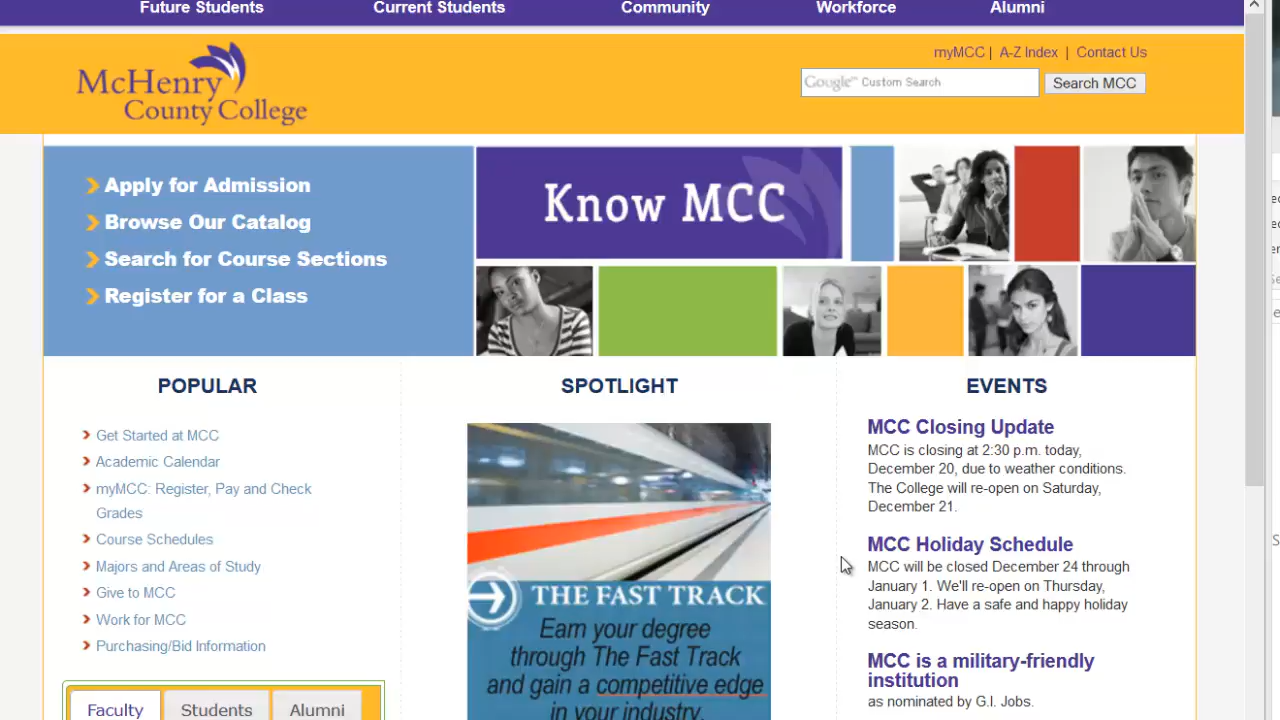 Future Students Current Students Community Workforce Alumni
myMCC | A-Z Index | Contact Us
McHenry
County College
Google™ Custom Search Search MCC
Apply for Admission
Browse Our Catalog
Search for Course Sections
Register for a Class
Know MCC
POPULAR
Get Started at MCC
Academic Calendar
myMCC: Register, Pay and Check
Grades
Course Schedules
Majors and Areas of Study
Give to MCC
Work for MCC
Purchasing/Bid Information
Faculty Students Alumni
SPOTLIGHT
THE FAST TRACK
Earn your degree
through The Fast Track
and gain a competitive edge
in your industry.
EVENTS
MCC Closing Update
MCC is closing at 2:30 p.m. today,
December 20, due to weather conditions.
The College will re-open on Saturday,
December 21.
MCC Holiday Schedule
MCC will be closed December 24 through
January 1. We'll re-open on Thursday,
January 2. Have a safe and happy holiday
season.
MCC is a military-friendly
institution
as nominated by G.I. Jobs.